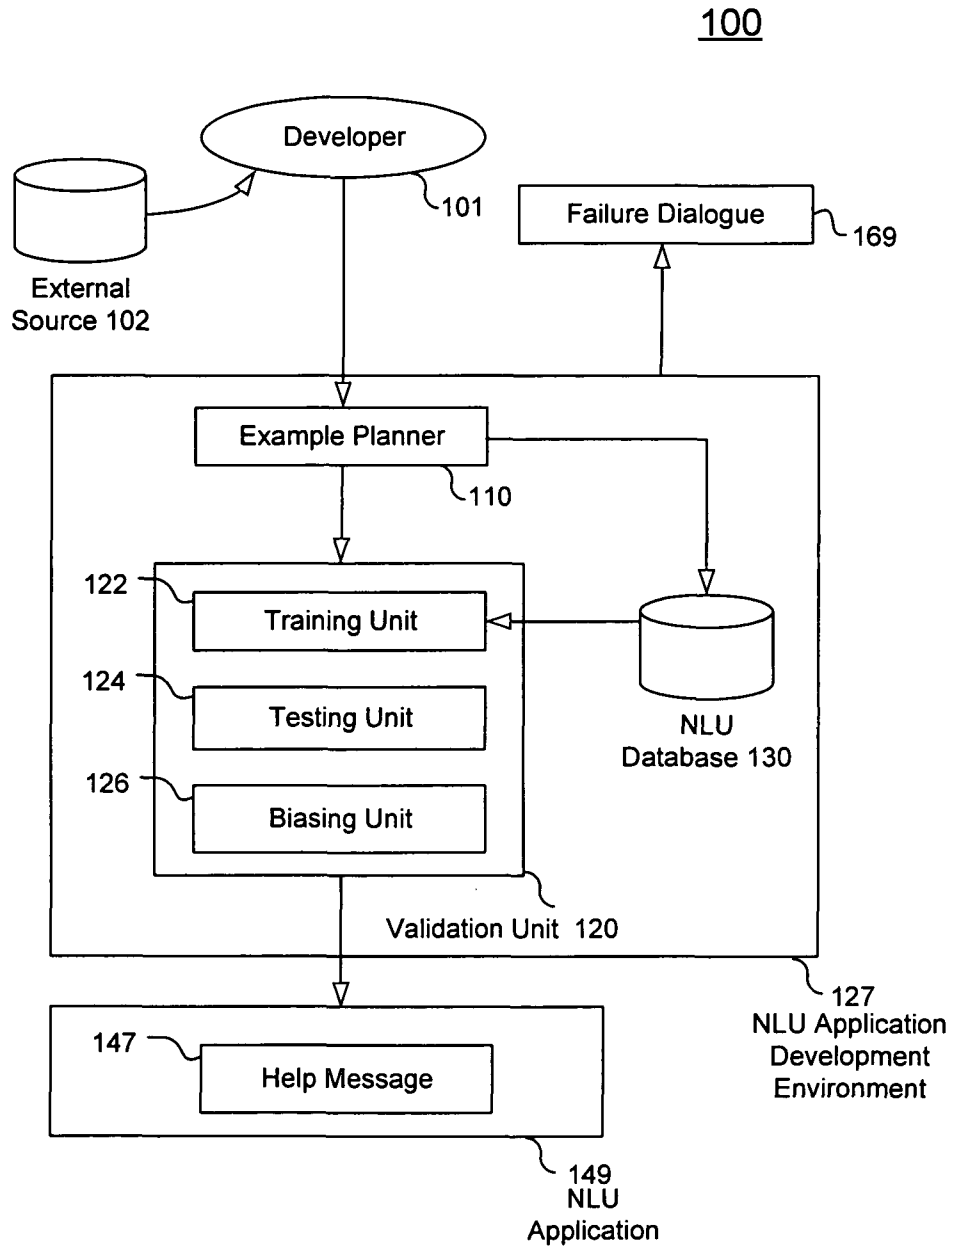 100
Developer
101
Failure Dialogue
169
External
Source 102
Example Planner
110
122
Training Unit
124
Testing Unit
NLU
Database 130
126
Biasing Unit
Validation Unit 120
127
NLU Application
Development
Environment
147
Help Message
149
NLU
Application